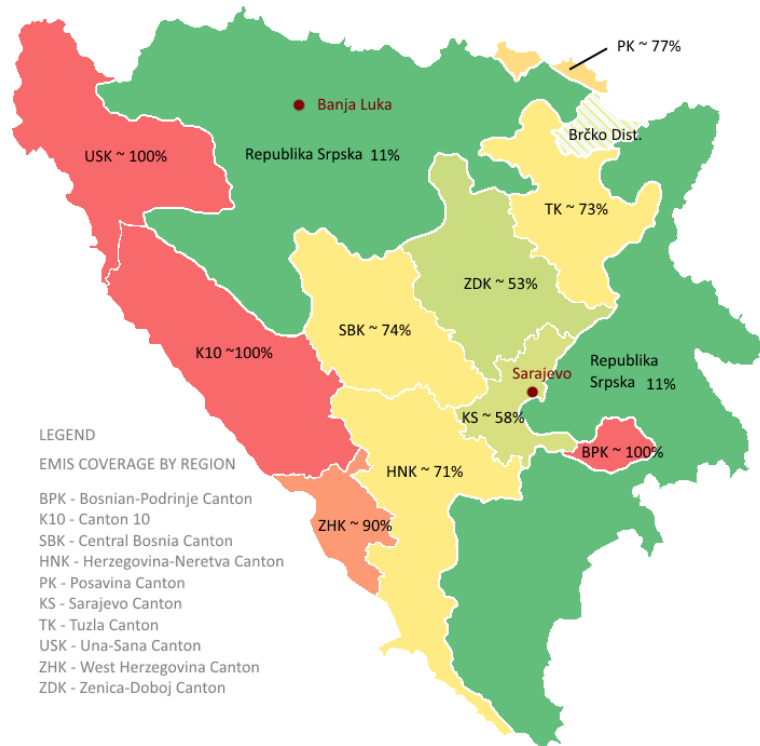 PK ~ 77%
Banja Luka
Brčko Dist.
USK ~ 100%
Republika Srpska 11%
TK ~ 73%
ZDK ~ 53%
SBK ~ 74%
K10 ~100%
Republika
Srpska 11%
Sarajevo
KS ~ 58%
BPK ~ 100%
HNK ~ 71%
ZHK ~ 90%
LEGEND
EMIS COVERAGE BY REGION
BPK - Bosnian-Podrinje Canton
K10 - Canton 10
SBK - Central Bosnia Canton
HNK - Herzegovina-Neretva Canton
PK - Posavina Canton
KS - Sarajevo Canton
TK - Tuzla Canton
USK - Una-Sana Canton
ZHK - West Herzegovina Canton
ZDK - Zenica-Doboj Canton